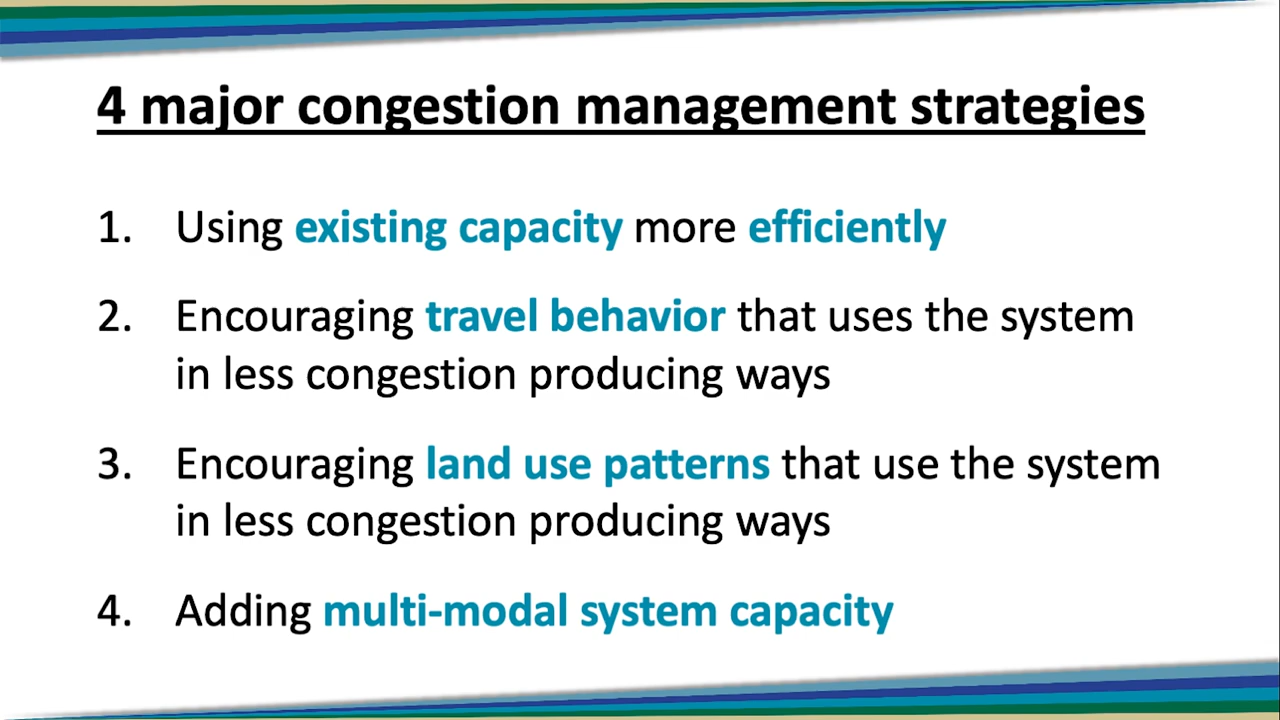 4 major congestion management strategies
1. Using existing capacity more efficiently
2. Encouraging travel behavior that uses the system
in less congestion producing ways
3. Encouraging land use patterns that use the system
in less congestion producing ways
4. Adding multi-modal system capacity